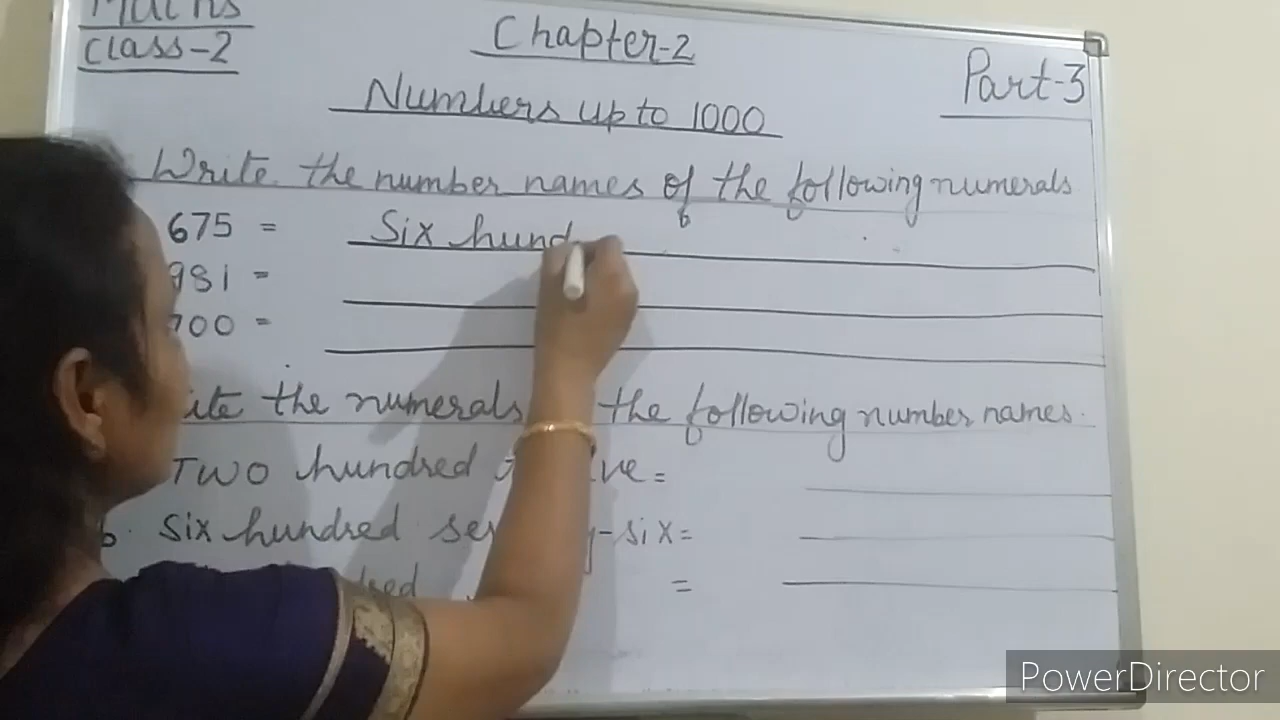 Maths
Class-2
Chapter-2
Part-3
Numbers up to 1000
Write the number names of the following numerals
675 = Six hund
981 =
700 =
the numerals the following number names.
Two hundred =
b. Six hundred -six=
=
PowerDirector